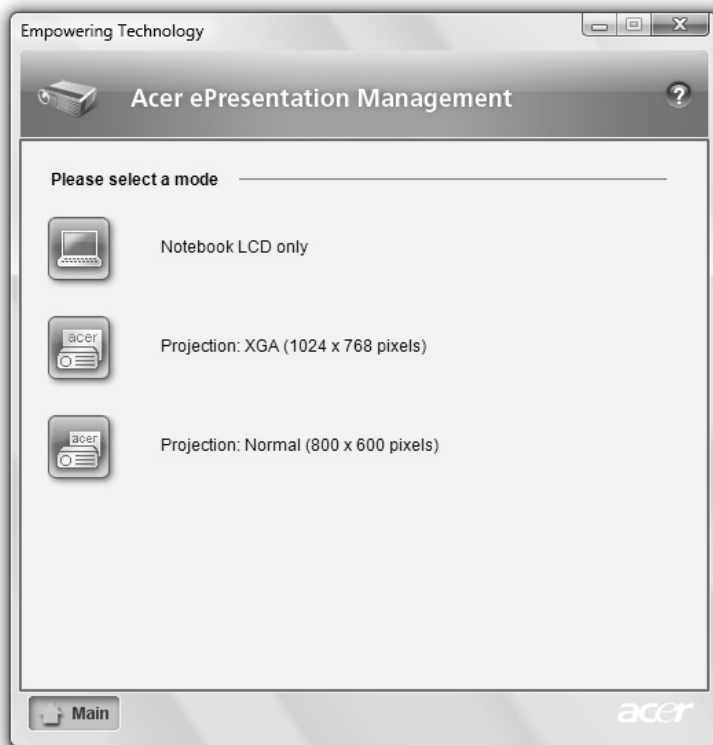 Empowering Technology
Acer ePresentation Management
?
Please select a mode
Notebook LCD only
acer
Projection: XGA (1024 x 768 pixels)
acer
Projection: Normal (800 x 600 pixels)
Main
acer